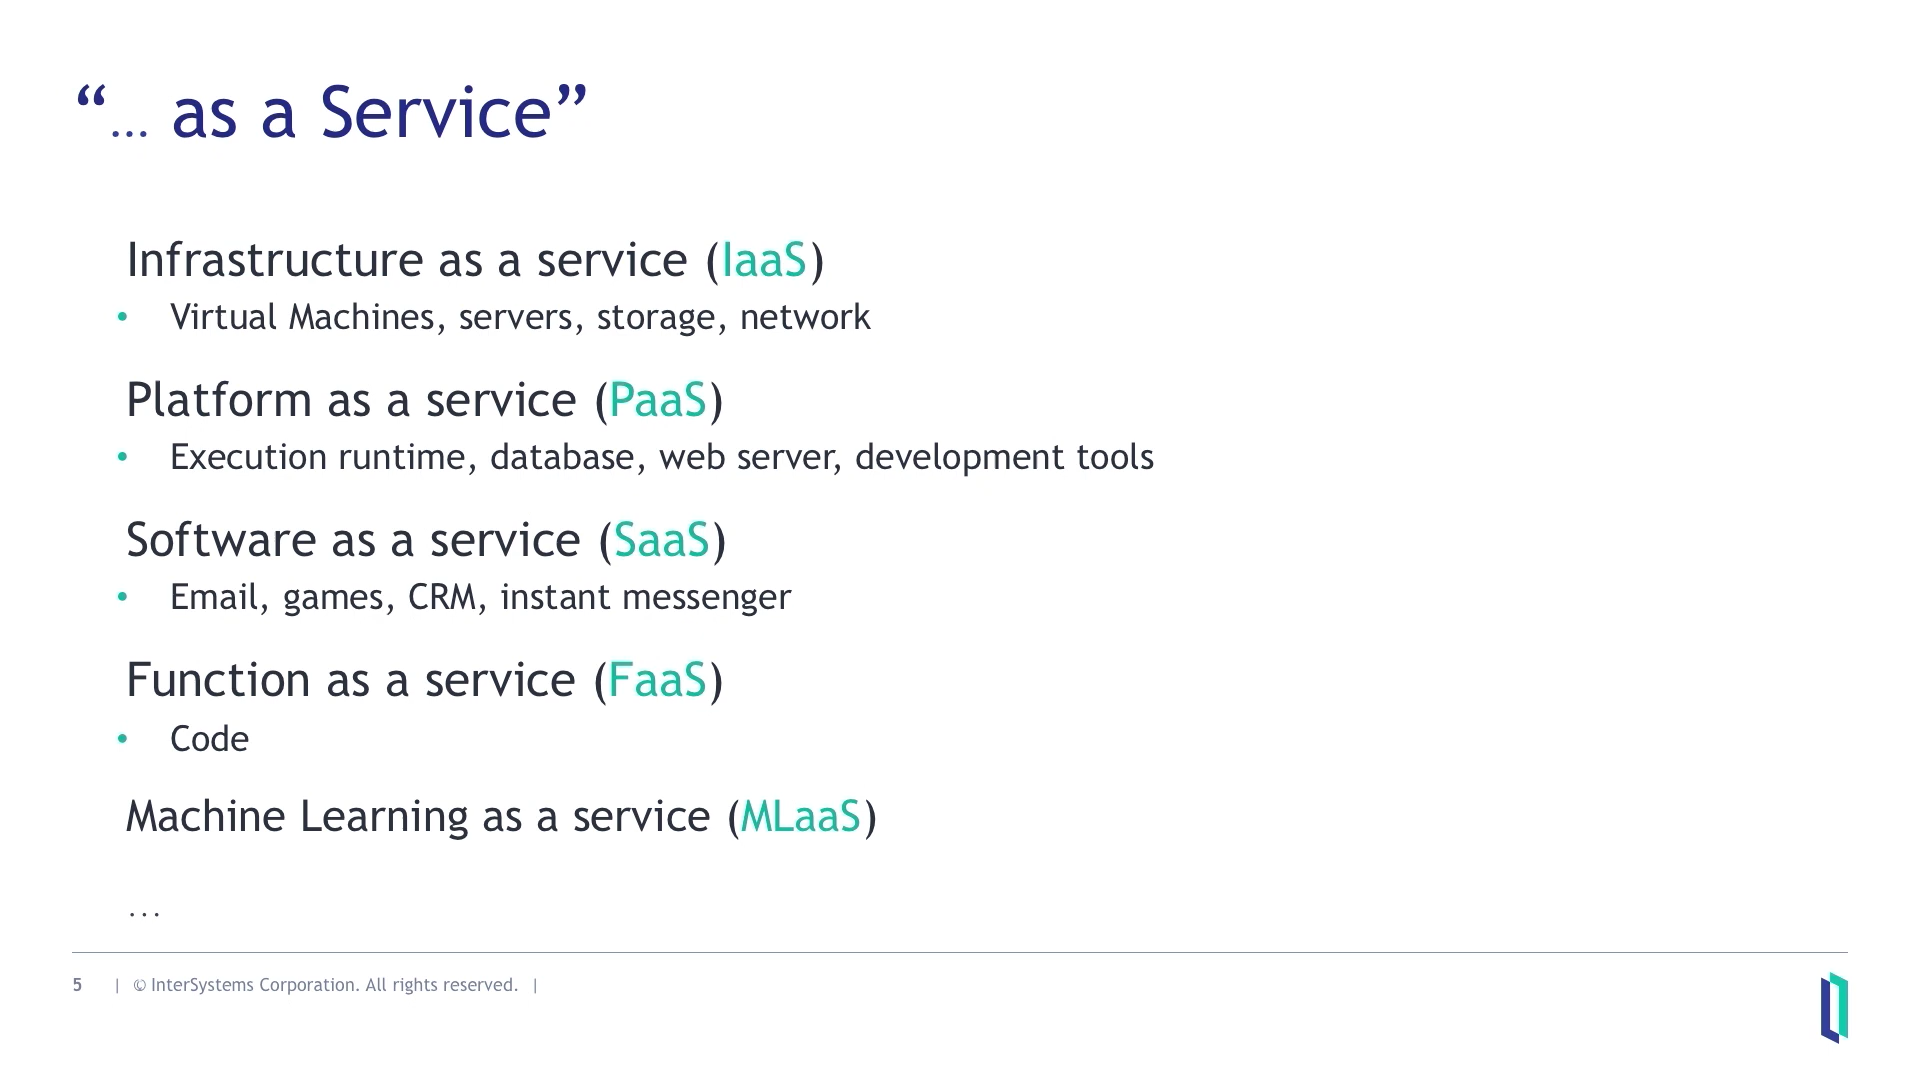 “… as a Service”
Infrastructure as a service (IaaS)
• Virtual Machines, servers, storage, network
Platform as a service (PaaS)
• Execution runtime, database, web server, development tools
Software as a service (SaaS)
• Email, games, CRM, instant messenger
Function as a service (FaaS)
• Code
Machine Learning as a service (MLaaS)
…
5 | © InterSystems Corporation. All rights reserved. |